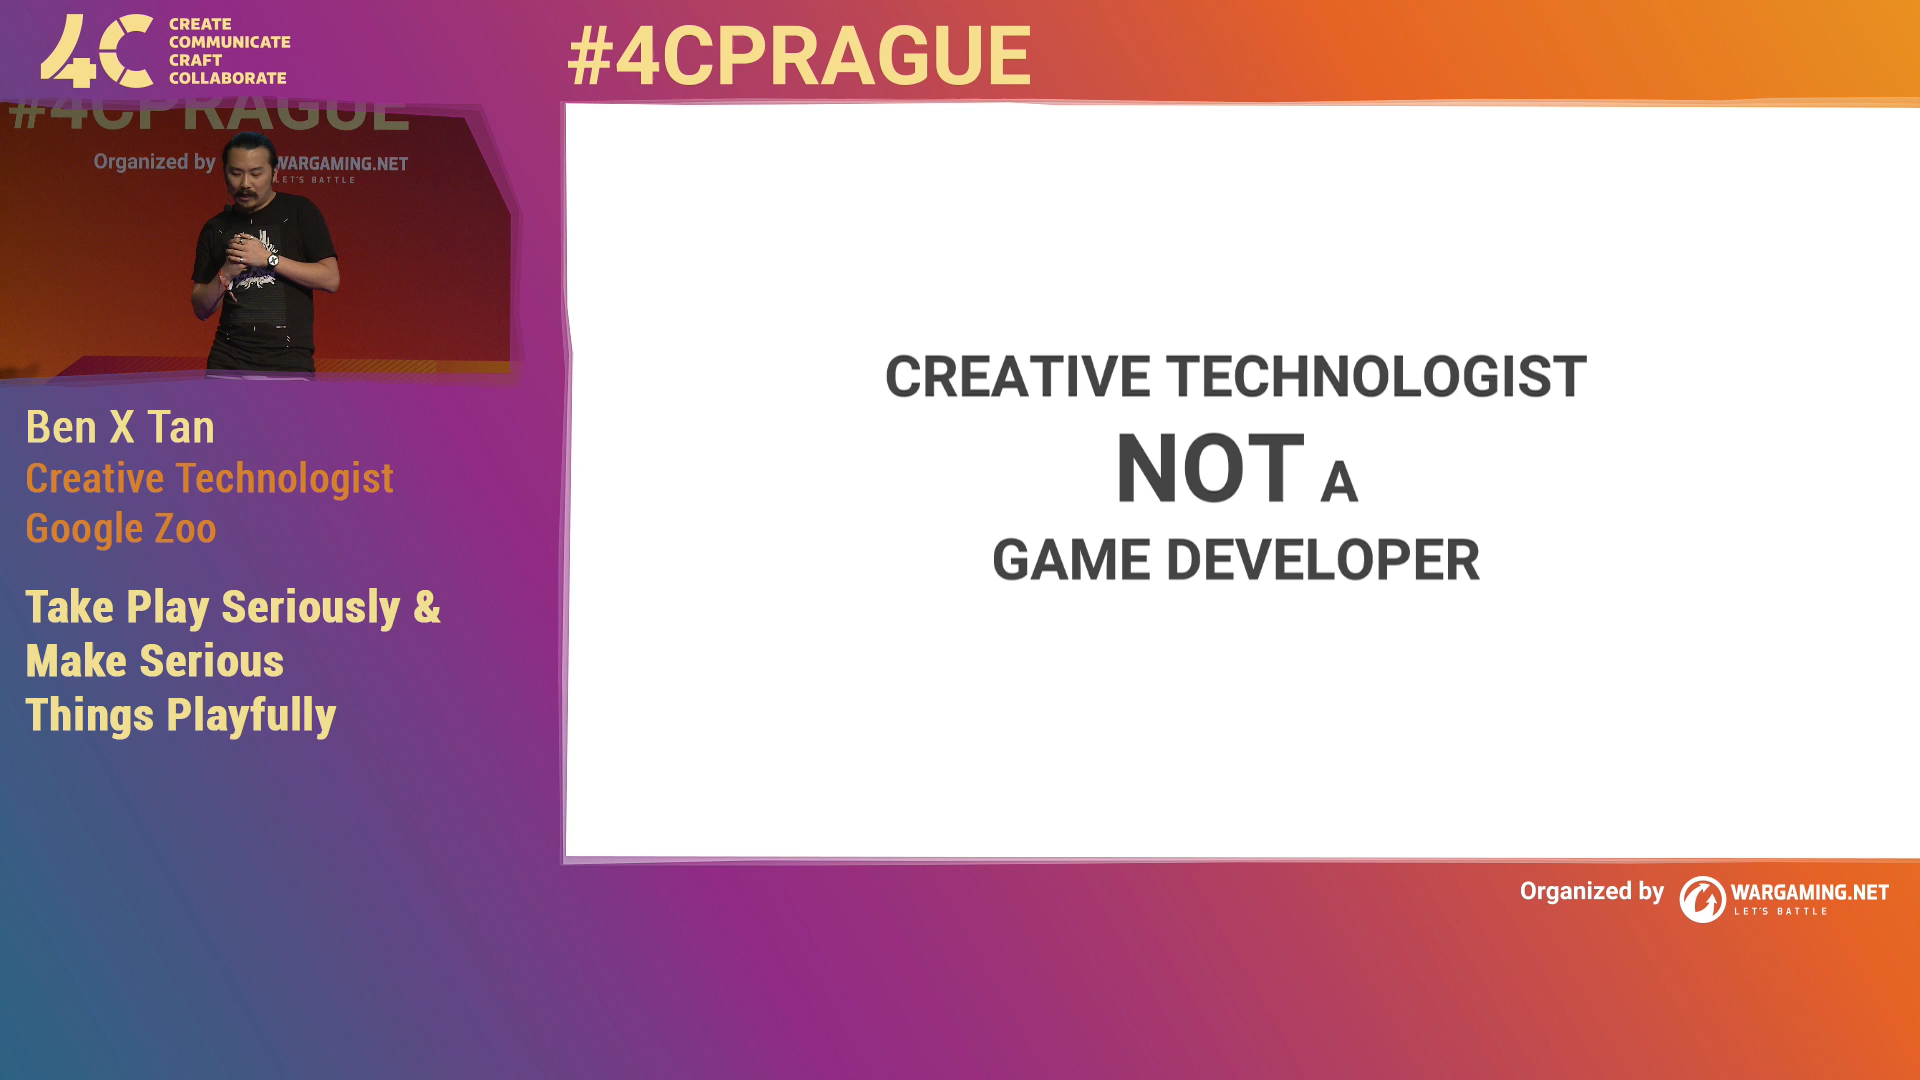 4C
CREATE
COMMUNICATE
CRAFT
COLLABORATE
#4CPRAGUE
#4CPRAGUE
Organized by WARGAMING.NET
LET'S BATTLE
Ben X Tan
Creative Technologist
Google Zoo
Take Play Seriously &
Make Serious
Things Playfully
CREATIVE TECHNOLOGIST
NOT A
GAME DEVELOPER
Organized by WARGAMING.NET
LET'S BATTLE